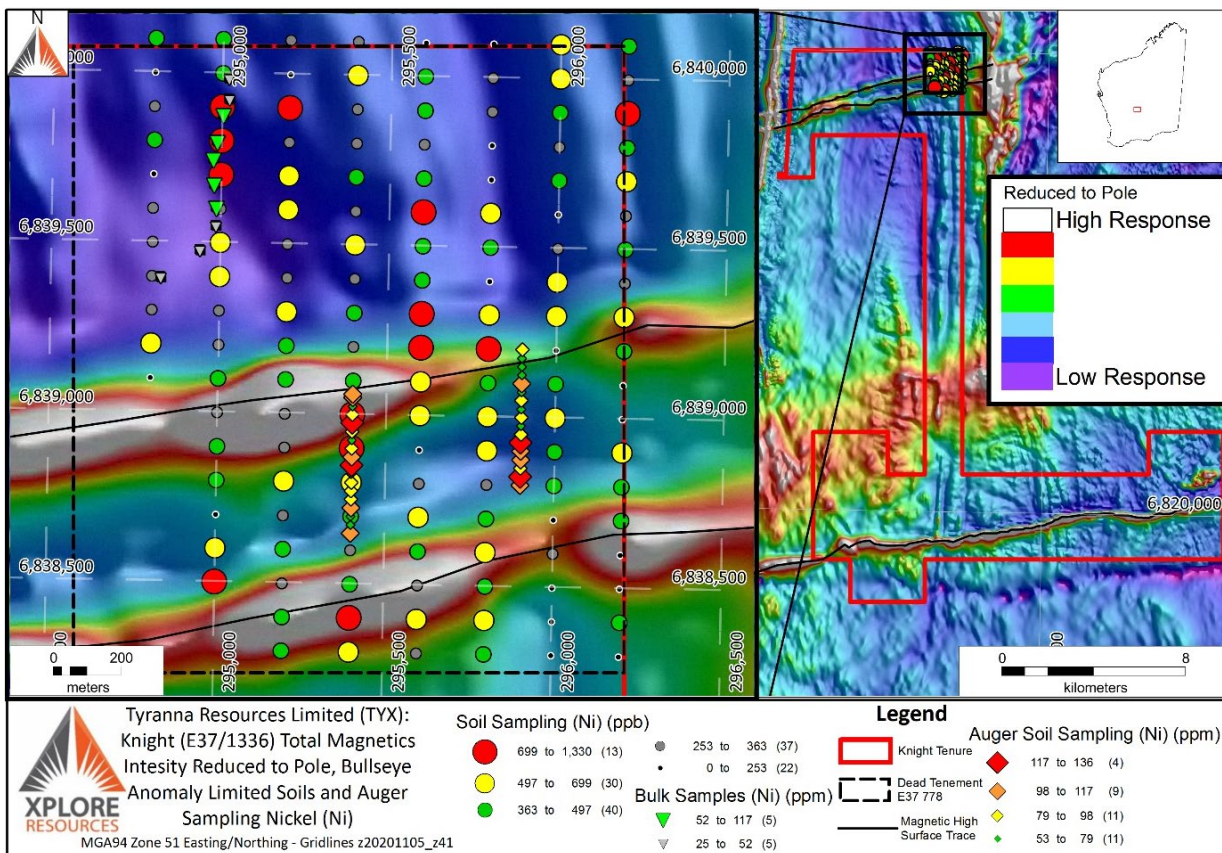 N
295,000
295,500
296,000
6,840,000
6,839,500
6,839,500
6,839,000
6,839,000
6,838,500
6,838,500
295,000
295,500
296,000
296,500
0 200
meters
Reduced to Pole
High Response
Low Response
6,820,000
0 8
kilometers
XPLORE
RESOURCES
Tyranna Resources Limited (TYX):
Knight (E37/1336) Total Magnetics
Intesity Reduced to Pole, Bullseye
Anomaly Limited Soils and Auger
Sampling Nickel (Ni)
MGA94 Zone 51 Easting/Northing - Gridlines z20201105_z41
Legend
Soil Sampling (Ni) (ppb)
699 to 1,330 (13)
497 to 699 (30)
363 to 497 (40)
253 to 363 (37)
0 to 253 (22)
Bulk Samples (Ni) (ppm)
52 to 117 (5)
25 to 52 (5)
Knight Tenure
Dead Tenement
E37 778
Magnetic High
Surface Trace
Auger Soil Sampling (Ni) (ppm)
117 to 136 (4)
98 to 117 (9)
79 to 98 (11)
53 to 79 (11)